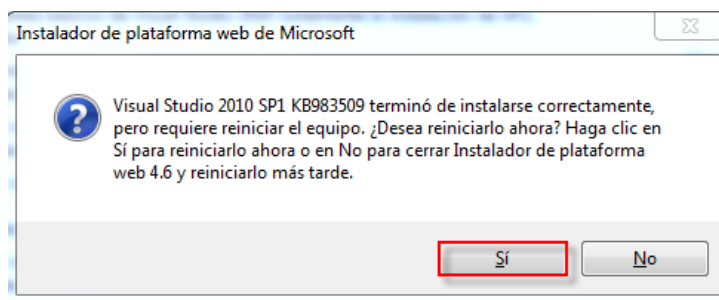 Instalador de plataforma web de Microsoft
Visual Studio 2010 SP1 KB983509 terminó de instalarse correctamente,
pero requiere reiniciar el equipo. ¿Desea reiniciarlo ahora? Haga clic en
Sí para reiniciarlo ahora o en No para cerrar Instalador de plataforma
web 4.6 y reiniciarlo más tarde.
Sí
No